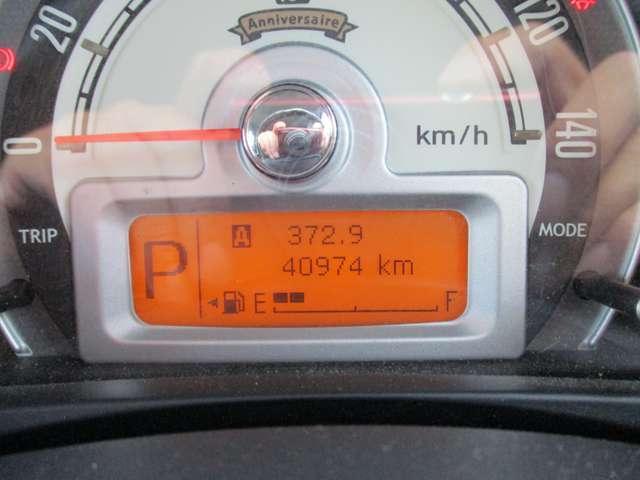 Anniversaire
20
120
0
km/h
140
TRIP
MODE
P
A 372.9
40974 km
E F